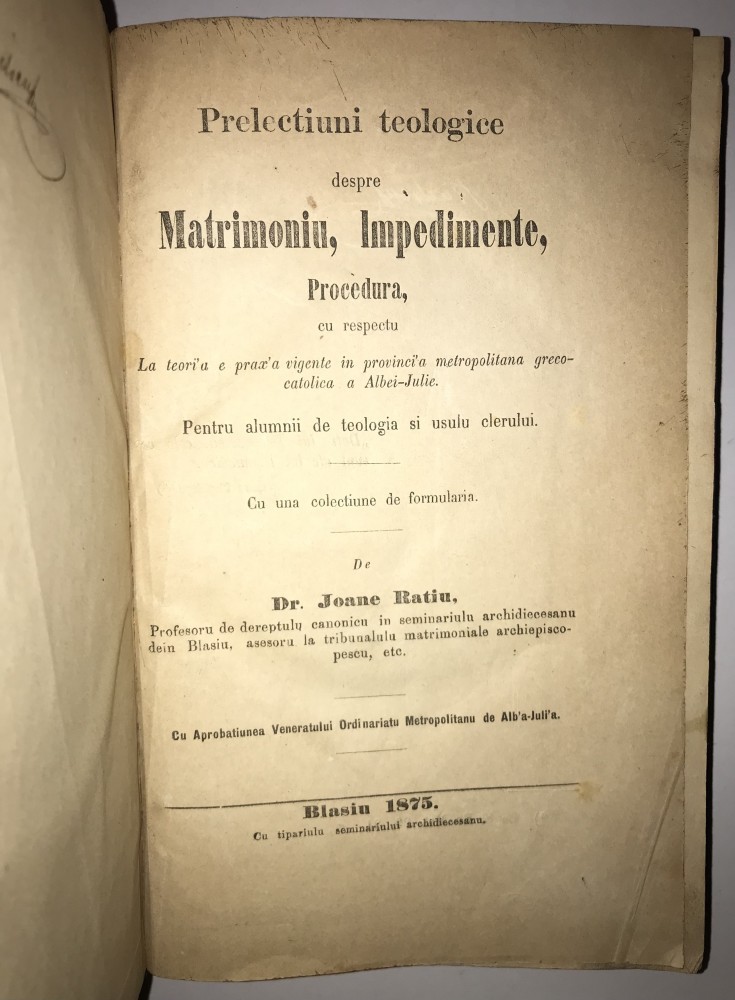 Prelectiuni teologice
despre
Matrimoniu, Impedimente,
Procedura,
cu respectu
La teori'a e prax'a vigente in provinci'a metropolitana greco-
catolica a Albei-Julie.
Pentru alumnii de teologia si usulu clerului.
Cu una colectiune de formularia.
De
Dr. Joane Ratiu,
Profesoru de dereptulu canonicu in seminariulu archidiecesanu
dein Blasiu, asesoru la tribunalulu matrimoniale archiepisco-
pescu, etc.
Cu Aprobatiunea Veneratului Ordinariatu Metropolitanu de Alb'a-Juli'a.
Blasiu 1875.
Cu tipariulu seminariului archidiecesanu.